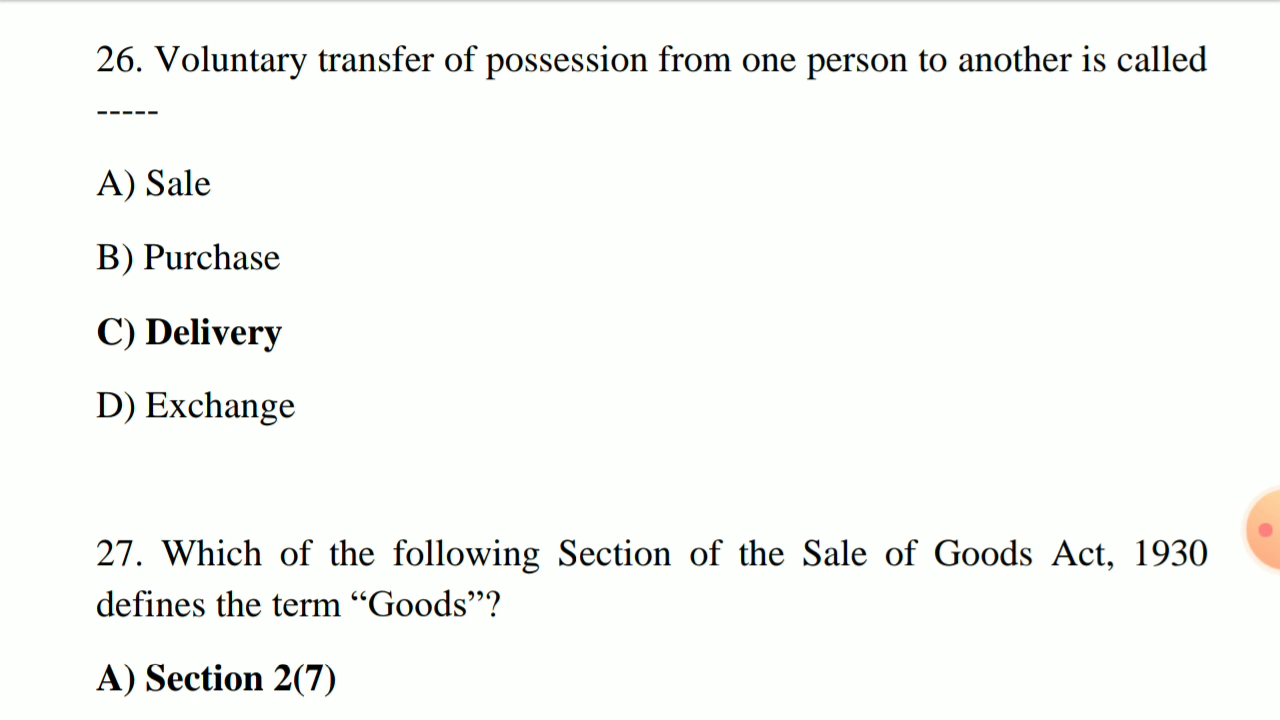 26. Voluntary transfer of possession from one person to another is called
-----
A) Sale
B) Purchase
C) Delivery
D) Exchange
27. Which of the following Section of the Sale of Goods Act, 1930
defines the term “Goods”?
A) Section 2(7)